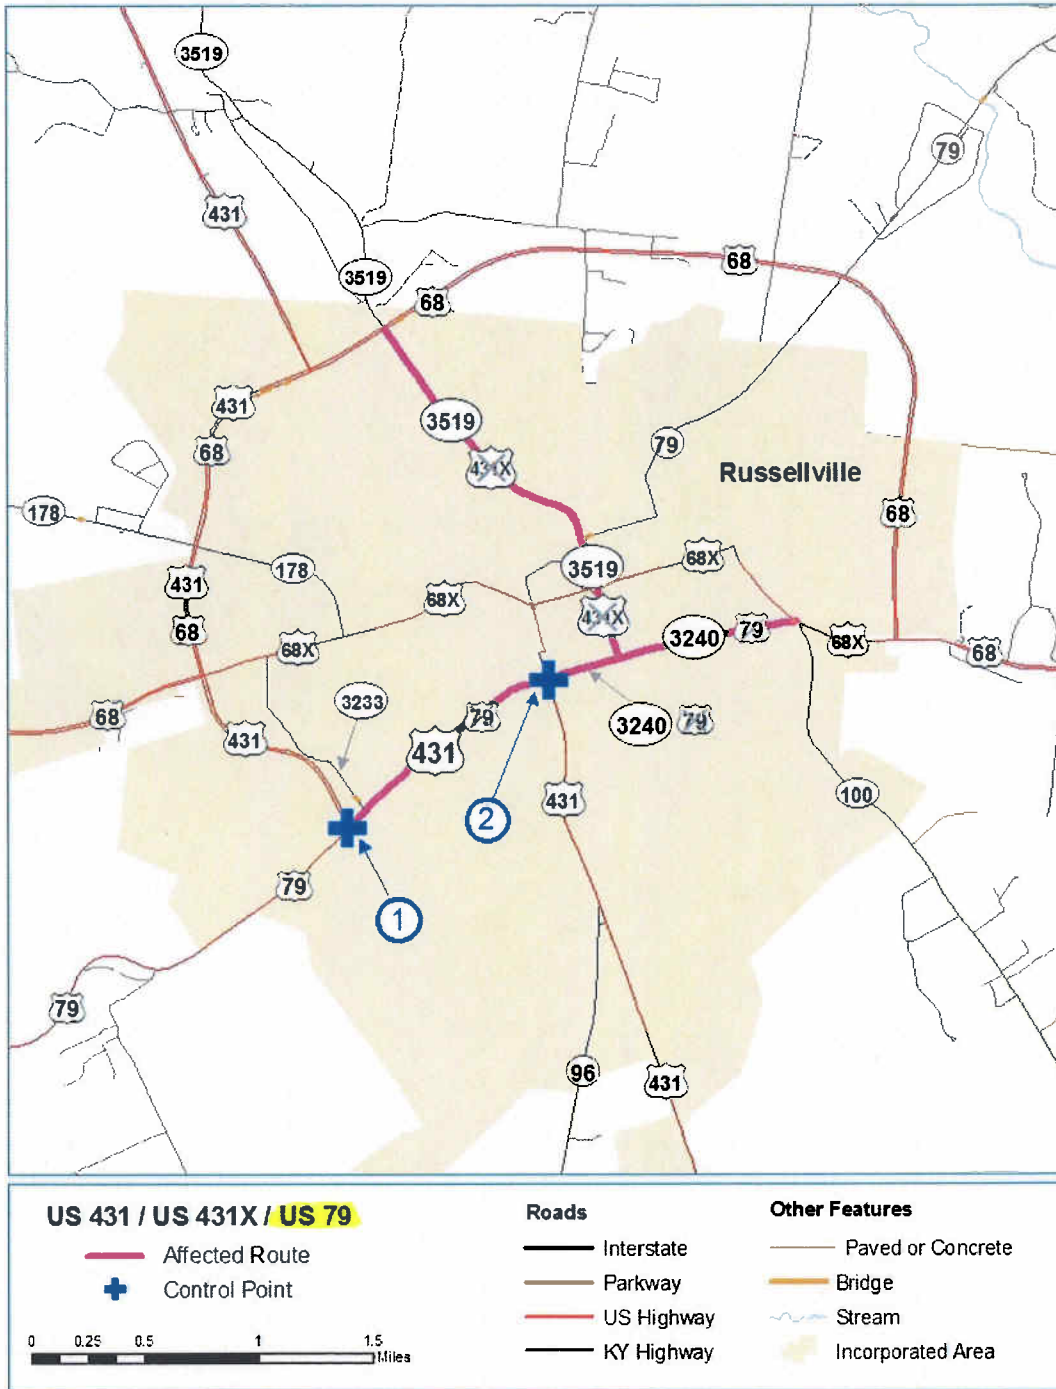 3519
79
431
68
3519
68
431
3519
79
68
431X
Russellville
178
68
3519
68X
178
431
68X
431X
68
3240
79
68X
68X
68
3233
68
79
3240
79
431
431
431
100
2
79
1
79
96
431
US 431 / US 431X / US 79
Affected Route
Control Point
0 0.25 0.5 1 1.5
Miles
Roads
Interstate
Parkway
US Highway
KY Highway
Other Features
Paved or Concrete
Bridge
Stream
Incorporated Area